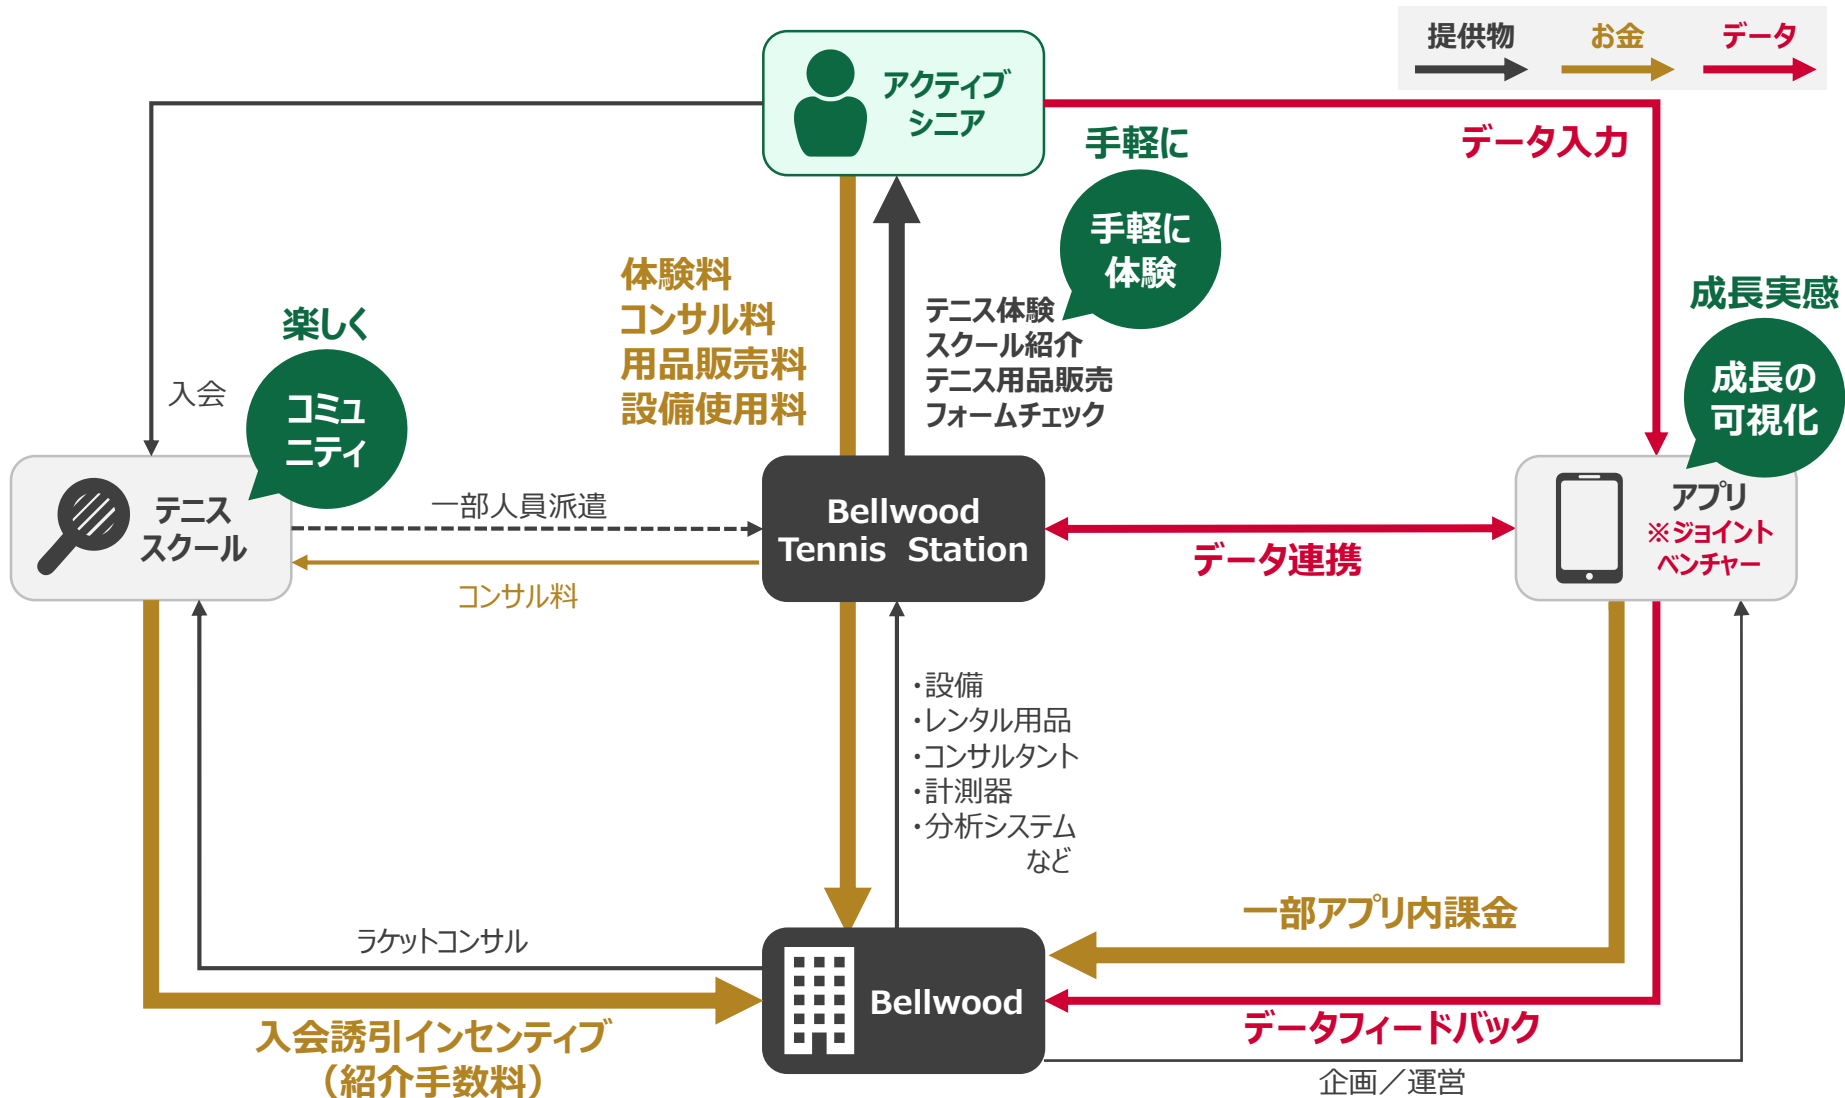 提供物
お金
データ
アクティブ
シニア
手軽に
データ入力
手軽に
体験
体験料
コンサル料
用品販売料
設備使用料
テニス体験
スクール紹介
テニス用品販売
フォームチェック
成長実感
成長の
可視化
楽しく
コミュ
ニティ
入会
テニス
スクール
一部人員派遣
コンサル料
Bellwood
Tennis Station
データ連携
アプリ
※ジョイント
ベンチャー
・設備
・レンタル用品
・コンサルタント
・計測器
・分析システム
など
一部アプリ内課金
ラケットコンサル
Bellwood
データフィードバック
入会誘引インセンティブ
（紹介手数料）
企画／運営